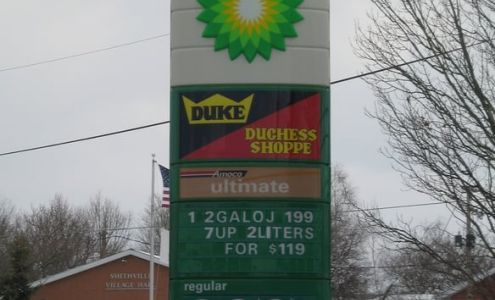 DUKE
DUCHESS
SHOPPE
Amoco
ultimate
1 2GALOJ 199
7UP 2LITERS
FOR $119
SMITHVILLE
VILLAGE HALL
regular